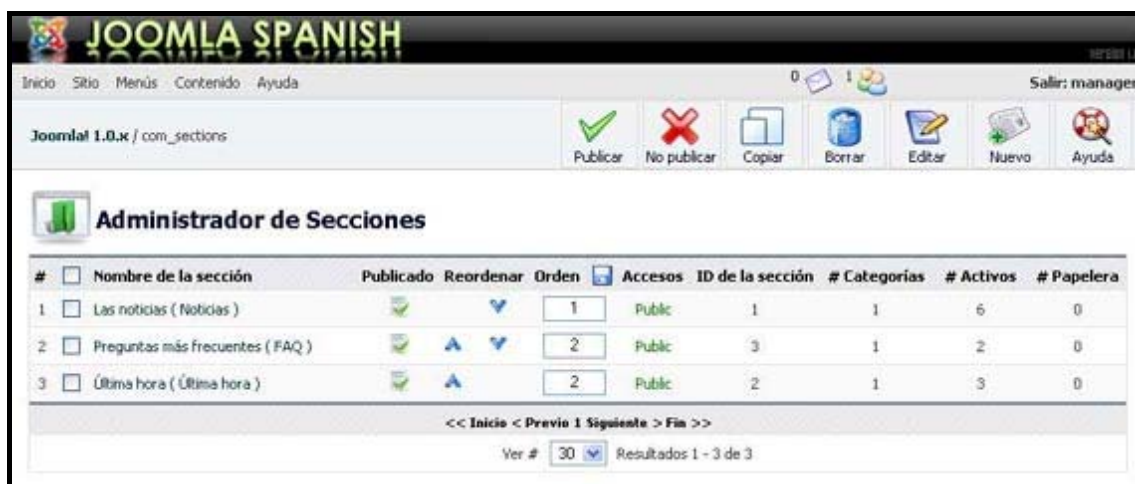 JOOMLA SPANISH
Inicio Sitio Menús Contenido Ayuda 0 1 Salir: manager
Joomla! 1.0.x / com_sections
Publicar No publicar Copiar Borrar Editar Nuevo Ayuda
Administrador de Secciones
# Nombre de la sección Publicado Reordenar Orden Accesos ID de la sección # Categorías # Activos # Papelera
1 Las noticias ( Noticias ) 1 Public 1 1 6 0
2 Preguntas más frecuentes ( FAQ ) 2 Public 3 1 2 0
3 Última hora ( Última hora ) 2 Public 2 1 3 0
<< Inicio < Previo 1 Siguiente > Fin >>
Ver # 30 Resultados 1 - 3 de 3